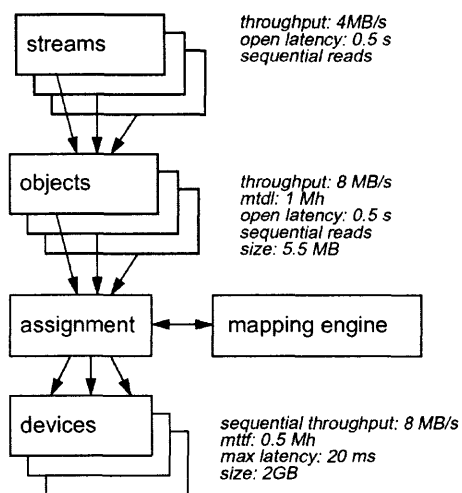 streams
throughput: 4MB/s
open latency: 0.5 s
sequential reads
objects
throughput: 8 MB/s
mtdl: 1 Mh
open latency: 0.5 s
sequential reads
size: 5.5 MB
assignment
mapping engine
devices
sequential throughput: 8 MB/s
mttf: 0.5 Mh
max latency: 20 ms
size: 2GB